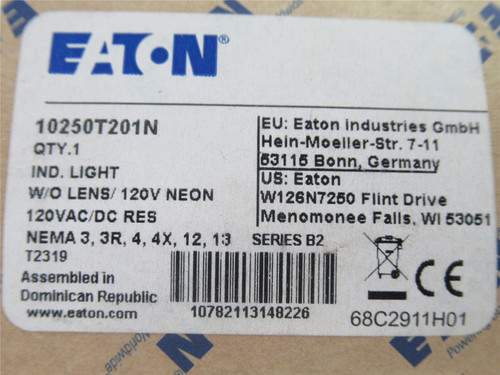 EATON®
10250T201N
QTY.1
IND. LIGHT
W/O LENS/ 120V NEON
120VAC/DC RES
NEMA 3, 3R, 4, 4X, 12, 13 SERIES B2
T2319
Assembled in
Dominican Republic
www.eaton.com
EU: Eaton Industries GmbH
Hein-Moeller-Str. 7-11
53115 Bonn, Germany
US: Eaton
W126N7250 Flint Drive
Menomonee Falls, WI 53051
10782113148226
CE
68C2911H01